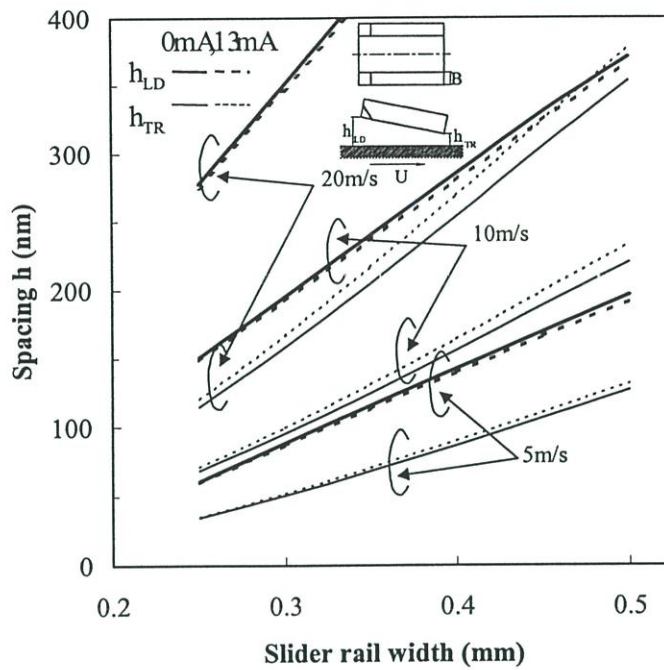 400
300
200
100
0
Spacing h (nm)
0mA,13mA
h_LD
h_TR
B
h_LD
h_TR
U
20m/s
10m/s
5m/s
0.2 0.3 0.4 0.5
Slider rail width (mm)